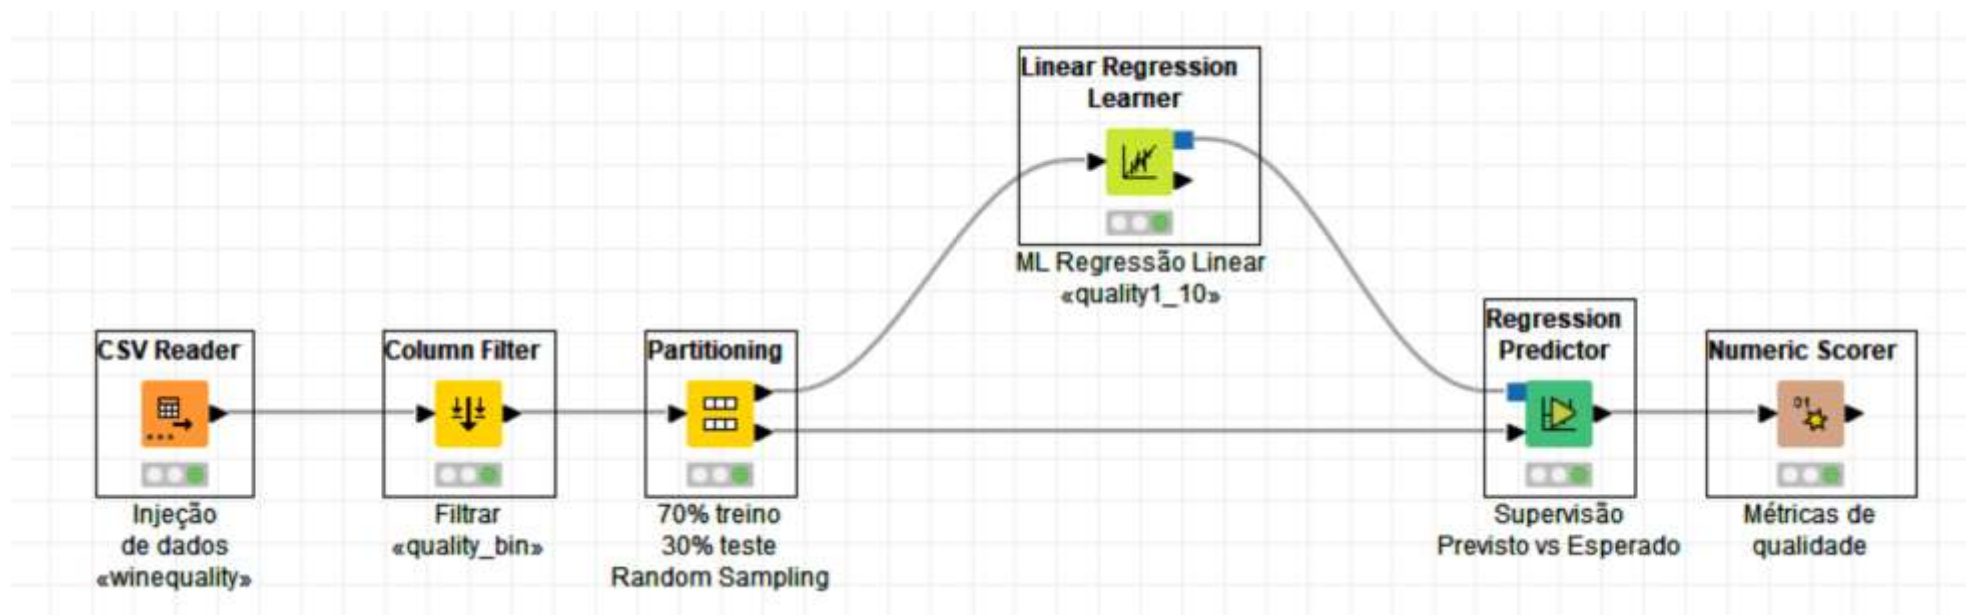 Linear Regression
Learner
ML Regressão Linear
«quality1_10»
CSV Reader
Injeção
de dados
«winequality»
Column Filter
Filtrar
«quality_bin»
Partitioning
70% treino
30% teste
Random Sampling
Regression
Predictor
Supervisão
Previsto vs Esperado
Numeric Scorer
01
Métricas de
qualidade